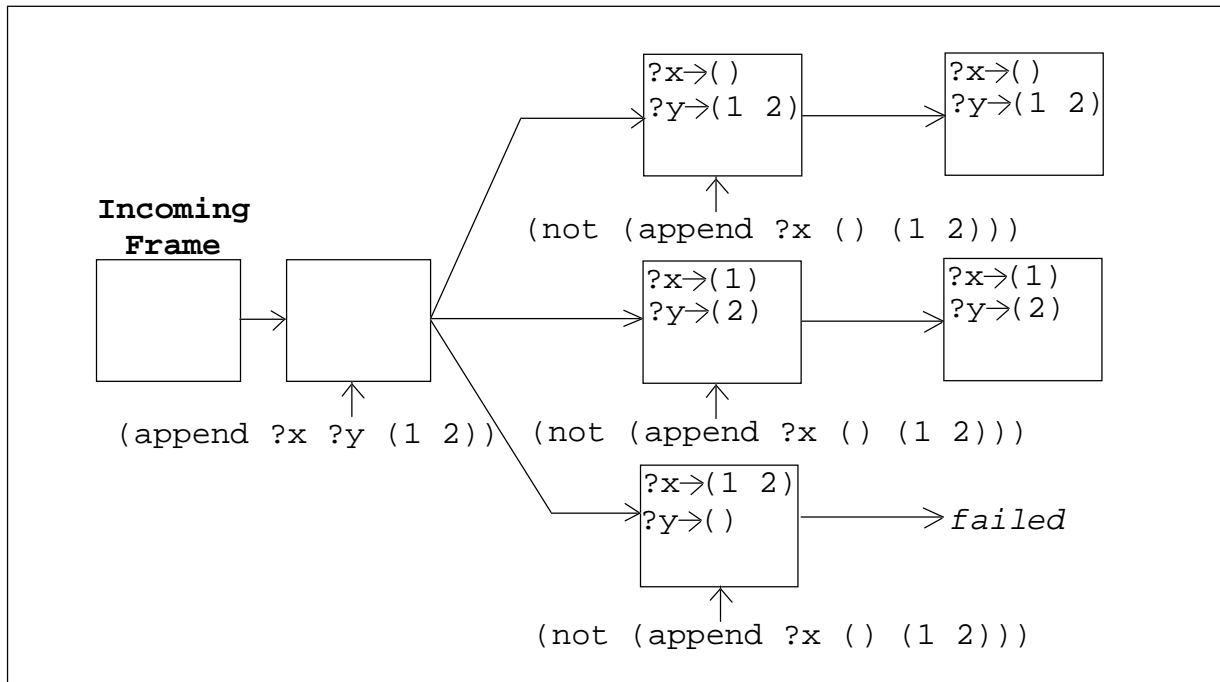 ?x→()
?y→(1 2)
?x→()
?y→(1 2)
(not (append ?x () (1 2)))
Incoming
Frame
(append ?x ?y (1 2))
?x→(1)
?y→(2)
?x→(1)
?y→(2)
(not (append ?x () (1 2)))
?x→(1 2)
?y→()
failed
(not (append ?x () (1 2)))